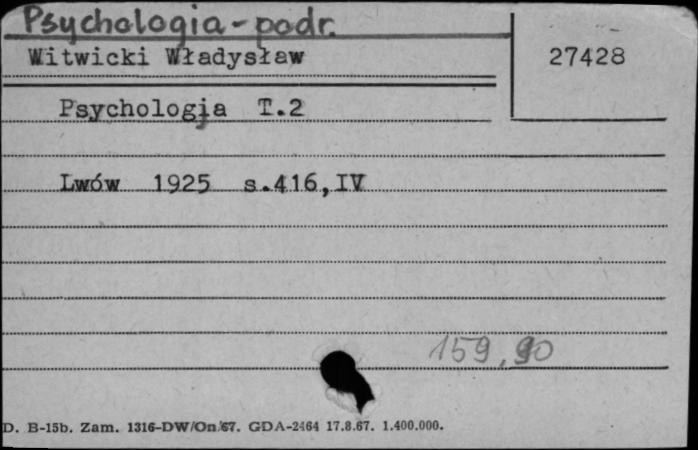 Psychologia - podr.
Witwicki Władysław 27428
Psychologja T.2
Lwów 1925 s.416,IV
159,90
D. B-15b. Zam. 1316-DW/On/67. GDA-2464 17.8.67. 1.400.000.